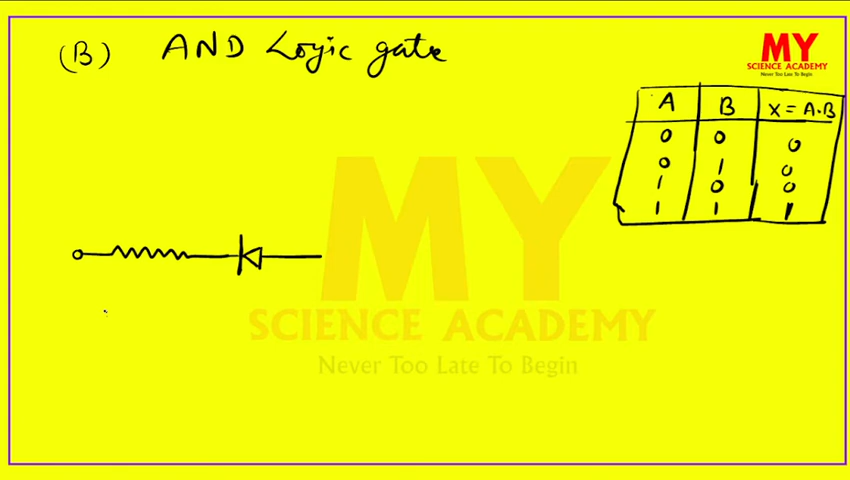 (B) AND Logic gate
MY
SCIENCE ACADEMY
Never Too Late To Begin
A B X = A.B
0 0 0
0 1 0
1 0 0
1 1 1
MY
SCIENCE ACADEMY
Never Too Late To Begin